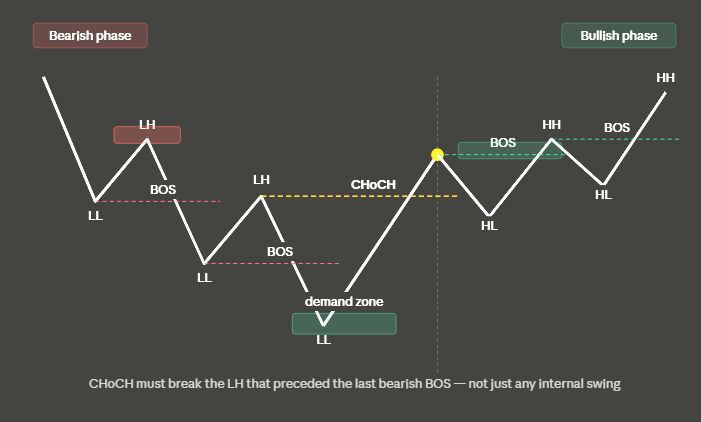 Bearish phase
Bullish phase
HH
LH
HH
BOS
BOS
LH
CHoCH
BOS
HL
LL
HL
BOS
LL
demand zone
LL
CHoCH must break the LH that preceded the last bearish BOS — not just any internal swing